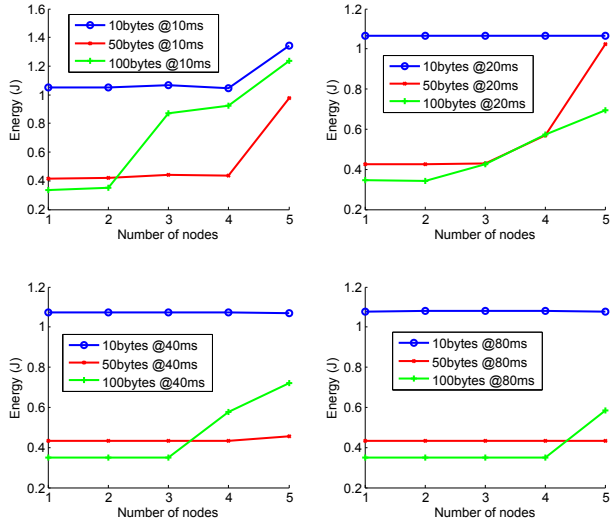 1.6
1.4
1.2
1
0.8
0.6
0.4
0.2
Energy (J)
10bytes @10ms
50bytes @10ms
100bytes @10ms
1 2 3 4 5
Number of nodes
1.2
1
0.8
0.6
0.4
0.2
Energy (J)
10bytes @20ms
50bytes @20ms
100bytes @20ms
1 2 3 4 5
Number of nodes
1.2
1
0.8
0.6
0.4
0.2
Energy (J)
10bytes @40ms
50bytes @40ms
100bytes @40ms
1 2 3 4 5
Number of nodes
1.2
1
0.8
0.6
0.4
0.2
Energy (J)
10bytes @80ms
50bytes @80ms
100bytes @80ms
1 2 3 4 5
Number of nodes